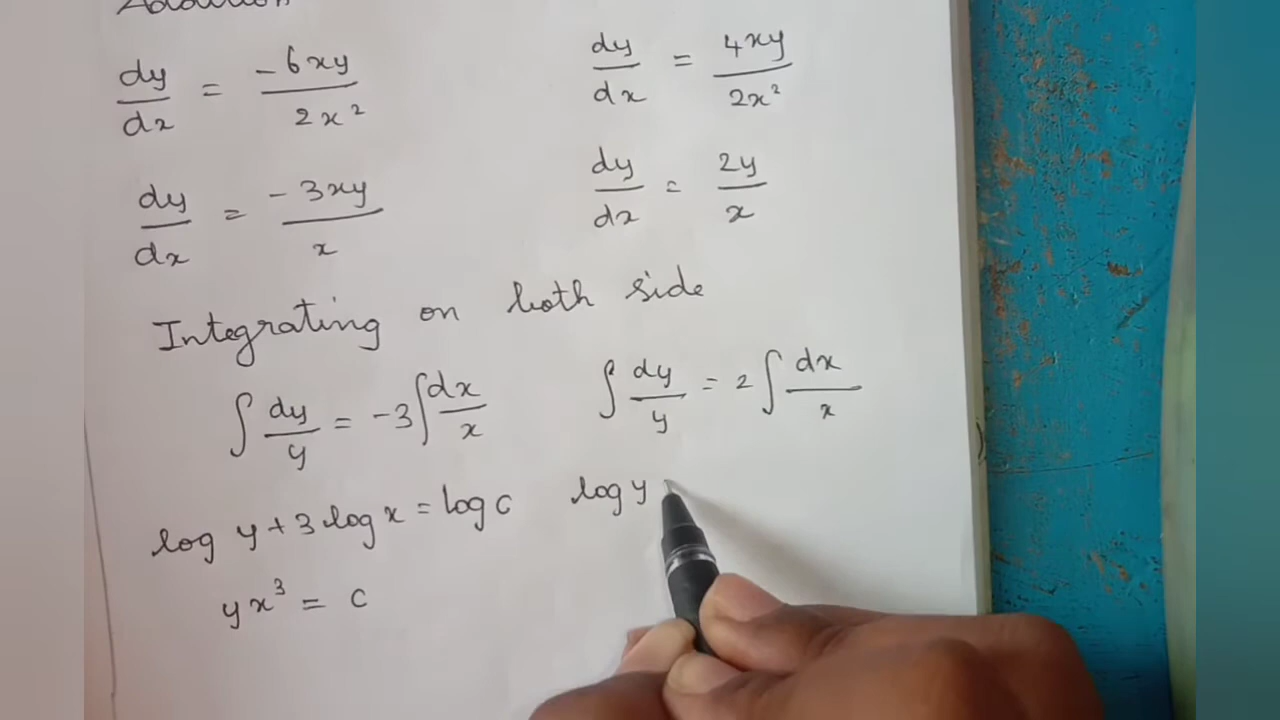 Solution
dy/dx = -6xy/2x²
dy/dx = 4xy/2x²
dy/dx = -3xy/x
dy/dx = 2y/x
Integrating on both side
∫ dy/y = -3 ∫ dx/x
∫ dy/y = 2 ∫ dx/x
log y + 3 log x = log c
log y
yx³ = c